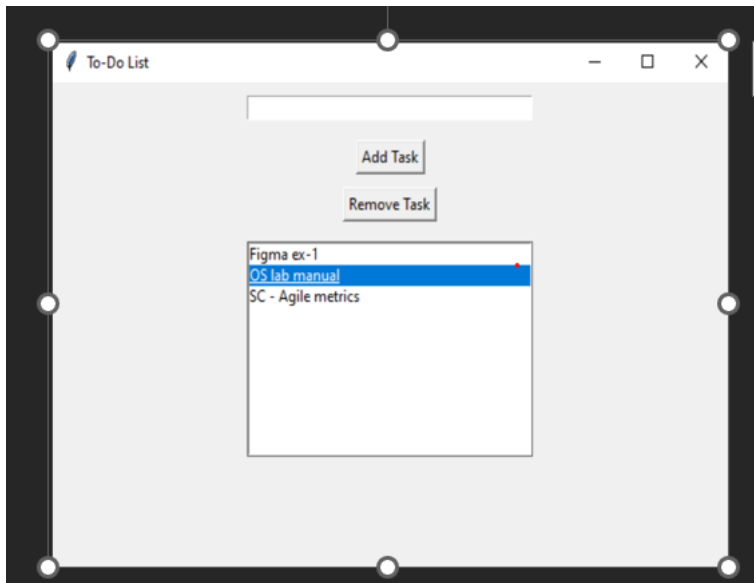 To-Do List
Add Task
Remove Task
Figma ex-1
OS lab manual
SC - Agile metrics